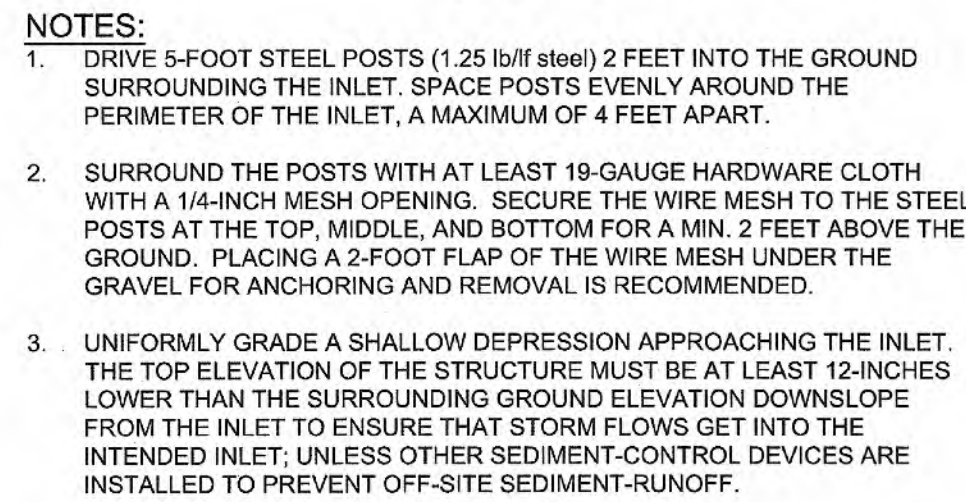 NOTES:
1. DRIVE 5-FOOT STEEL POSTS (1.25 lb/lf steel) 2 FEET INTO THE GROUND
SURROUNDING THE INLET. SPACE POSTS EVENLY AROUND THE
PERIMETER OF THE INLET, A MAXIMUM OF 4 FEET APART.
2. SURROUND THE POSTS WITH AT LEAST 19-GAUGE HARDWARE CLOTH
WITH A 1/4-INCH MESH OPENING. SECURE THE WIRE MESH TO THE STEEL
POSTS AT THE TOP, MIDDLE, AND BOTTOM FOR A MIN. 2 FEET ABOVE THE
GROUND. PLACING A 2-FOOT FLAP OF THE WIRE MESH UNDER THE
GRAVEL FOR ANCHORING AND REMOVAL IS RECOMMENDED.
3. UNIFORMLY GRADE A SHALLOW DEPRESSION APPROACHING THE INLET.
THE TOP ELEVATION OF THE STRUCTURE MUST BE AT LEAST 12-INCHES
LOWER THAN THE SURROUNDING GROUND ELEVATION DOWNSLOPE
FROM THE INLET TO ENSURE THAT STORM FLOWS GET INTO THE
INTENDED INLET; UNLESS OTHER SEDIMENT-CONTROL DEVICES ARE
INSTALLED TO PREVENT OFF-SITE SEDIMENT-RUNOFF.